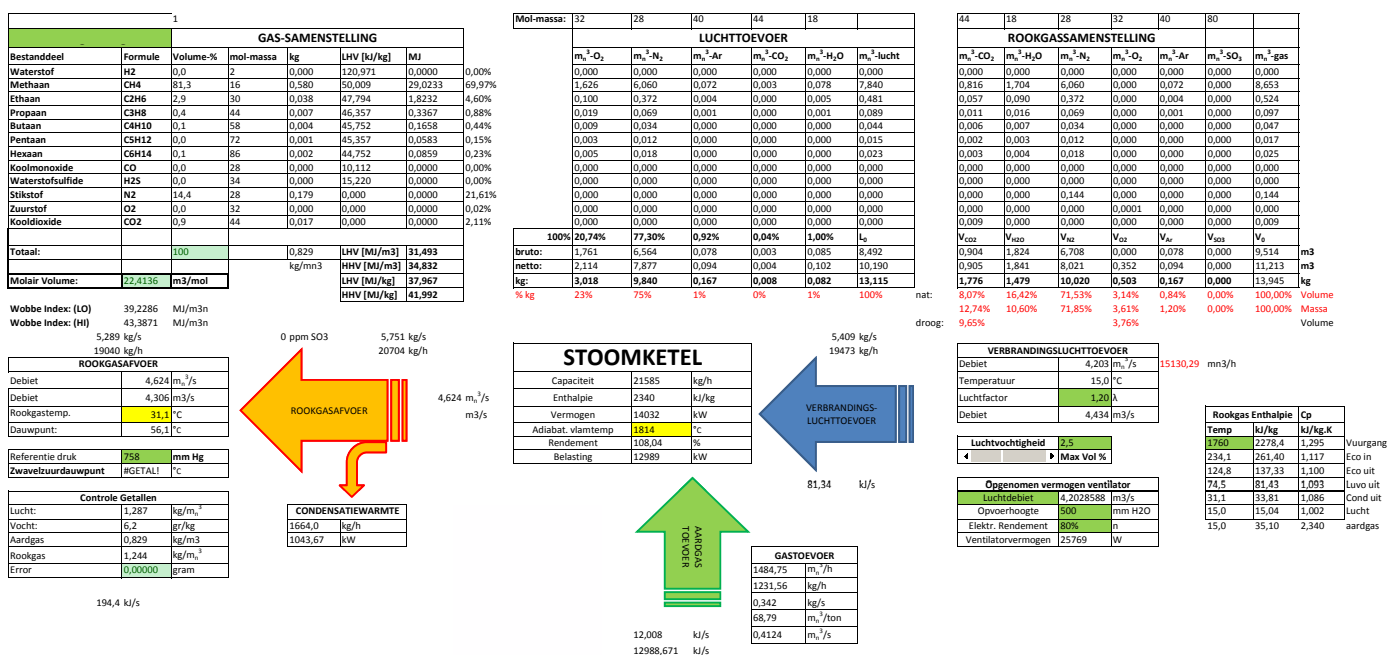 1
Mol-massa: 32 28 40 44 18
44 18 28 32 40 80
GAS-SAMENSTELLING
LUCHTTOEVOER
ROOKGASSAMENSTELLING
Bestanddeel Formule Volume-% mol-massa kg LHV [kJ/kg] MJ
mn³-O2 mn³-N2 mn³-Ar mn³-CO2 mn³-H2O mn³-lucht
mn³-CO2 mn³-H2O mn³-N2 mn³-O2 mn³-Ar mn³-SO3 mn³-gas
Waterstof H2 0,0 2 0,000 120,971 0,0000 0,00% 0,000 0,000 0,000 0,000 0,000 0,000 0,000 0,000 0,000 0,000 0,000 0,000 0,000
Methaan CH4 81,3 16 0,580 50,009 29,0233 69,97% 1,626 6,060 0,072 0,003 0,078 7,840 0,816 1,704 6,060 0,000 0,072 0,000 8,653
Ethaan C2H6 2,9 30 0,038 47,794 1,8232 4,60% 0,100 0,372 0,004 0,000 0,005 0,481 0,057 0,090 0,372 0,000 0,004 0,000 0,524
Propaan C3H8 0,4 44 0,007 46,357 0,3367 0,88% 0,019 0,069 0,001 0,000 0,001 0,089 0,011 0,016 0,069 0,000 0,001 0,000 0,097
Butaan C4H10 0,1 58 0,004 45,752 0,1658 0,44% 0,009 0,034 0,000 0,000 0,000 0,044 0,006 0,007 0,034 0,000 0,000 0,000 0,047
Pentaan C5H12 0,0 72 0,001 45,357 0,0583 0,15% 0,003 0,012 0,000 0,000 0,000 0,015 0,002 0,003 0,012 0,000 0,000 0,000 0,017
Hexaan C6H14 0,1 86 0,002 44,752 0,0859 0,23% 0,005 0,018 0,000 0,000 0,000 0,023 0,003 0,004 0,018 0,000 0,000 0,000 0,025
Koolmonoxide CO 0,0 28 0,000 10,112 0,0000 0,00% 0,000 0,000 0,000 0,000 0,000 0,000 0,000 0,000 0,000 0,000 0,000 0,000 0,000
Waterstofsulfide H2S 0,0 34 0,000 15,220 0,0000 0,00% 0,000 0,000 0,000 0,000 0,000 0,000 0,000 0,000 0,000 0,000 0,000 0,000 0,000
Stikstof N2 14,4 28 0,179 0,000 0,0000 21,61% 0,000 0,000 0,000 0,000 0,000 0,000 0,000 0,000 0,144 0,000 0,000 0,000 0,144
Zuurstof O2 0,0 32 0,000 0,000 0,0000 0,02% 0,000 0,000 0,000 0,000 0,000 0,000 0,000 0,000 0,000 0,0001 0,000 0,000 0,000
Kooldioxide CO2 0,9 44 0,017 0,000 0,0000 2,11% 0,000 0,000 0,000 0,000 0,000 0,000 0,009 0,000 0,000 0,000 0,000 0,000 0,009
100% 20,74% 77,30% 0,92% 0,04% 1,00% L0 VCO2 VH2O VN2 VO2 VAr VSO3 V0
Totaal: 100 0,829 LHV [MJ/m3] 31,493 bruto: 1,761 6,564 0,078 0,003 0,085 8,492 0,904 1,824 6,708 0,000 0,078 0,000 9,514 m3
kg/mn3 HHV [MJ/m3] 34,832 netto: 2,114 7,877 0,094 0,004 0,102 10,190 0,905 1,841 8,021 0,352 0,094 0,000 11,213 m3
Molair Volume: 22,4136 m3/mol LHV [MJ/kg] 37,967 kg: 3,018 9,840 0,167 0,008 0,082 13,115 1,776 1,479 10,020 0,503 0,167 0,000 13,945 kg
HHV [MJ/kg] 41,992 % kg 23% 75% 1% 0% 1% 100% nat: 8,07% 16,42% 71,53% 3,14% 0,84% 0,00% 100,00% Volume
Wobbe Index: (LO) 39,2286 MJ/m3n 12,74% 10,60% 71,85% 3,61% 1,20% 0,00% 100,00% Massa
Wobbe Index: (HI) 43,3871 MJ/m3n droog: 9,65% 3,76% Volume
5,289 kg/s 0 ppm SO3 5,751 kg/s 5,409 kg/s
19040 kg/h 20704 kg/h 19473 kg/h
ROOKGASAFVOER
Debiet 4,624 mn³/s
Debiet 4,306 m3/s
Rookgastemp. 31,1 °C
Dauwpunt: 56,1 °c
Referentie druk 758 mm Hg
Zwavelzuurdauwpunt #GETAL! °C
Controle Getallen
Lucht: 1,287 kg/mn³
Vocht: 6,2 gr/kg
Aardgas 0,829 kg/m3
Rookgas 1,244 kg/mn³
Error 0,00000 gram
194,4 kJ/s
ROOKGASAFVOER
4,624 mn³/s
m3/s
CONDENSATIEWARMTE
1664,0 kg/h
1043,67 kW
STOOMKETEL
Capaciteit 21585 kg/h
Enthalpie 2340 kJ/kg
Vermogen 14032 kW
Adiabat. vlamtemp 1814 °C
Rendement 108,04 %
Belasting 12989 kW
VERBRANDINGS-
LUCHTTOEVOER
81,34 kJ/s
AARDGAS
TOEVOER
GASTOEVOER
1484,75 mn³/h
1231,56 kg/h
0,342 kg/s
68,79 mn³/ton
0,4124 mn³/s
12,008 kJ/s
12988,671 kJ/s
VERBRANDINGSLUCHTTOEVOER
Debiet 4,203 mn³/s 15130,29 mn3/h
Temperatuur 15,0 °C
Luchtfactor 1,20 λ
Debiet 4,434 m3/s
Luchtvochtigheid 2,5
Max Vol %
Opgenomen vermogen ventilator
Luchtdebiet 4,2028588 m3/s
Opvoerhoogte 500 mm H2O
Elektr. Rendement 80% n
Ventilatorvermogen 25769 W
Rookgas Enthalpie Cp
Temp kJ/kg kJ/kg.K
1760 2278,4 1,295 Vuurgang
234,1 261,40 1,117 Eco in
124,8 137,33 1,100 Eco uit
74,5 81,43 1,093 Luvo uit
31,1 33,81 1,086 Cond uit
15,0 15,04 1,002 Lucht
15,0 35,10 2,340 aardgas